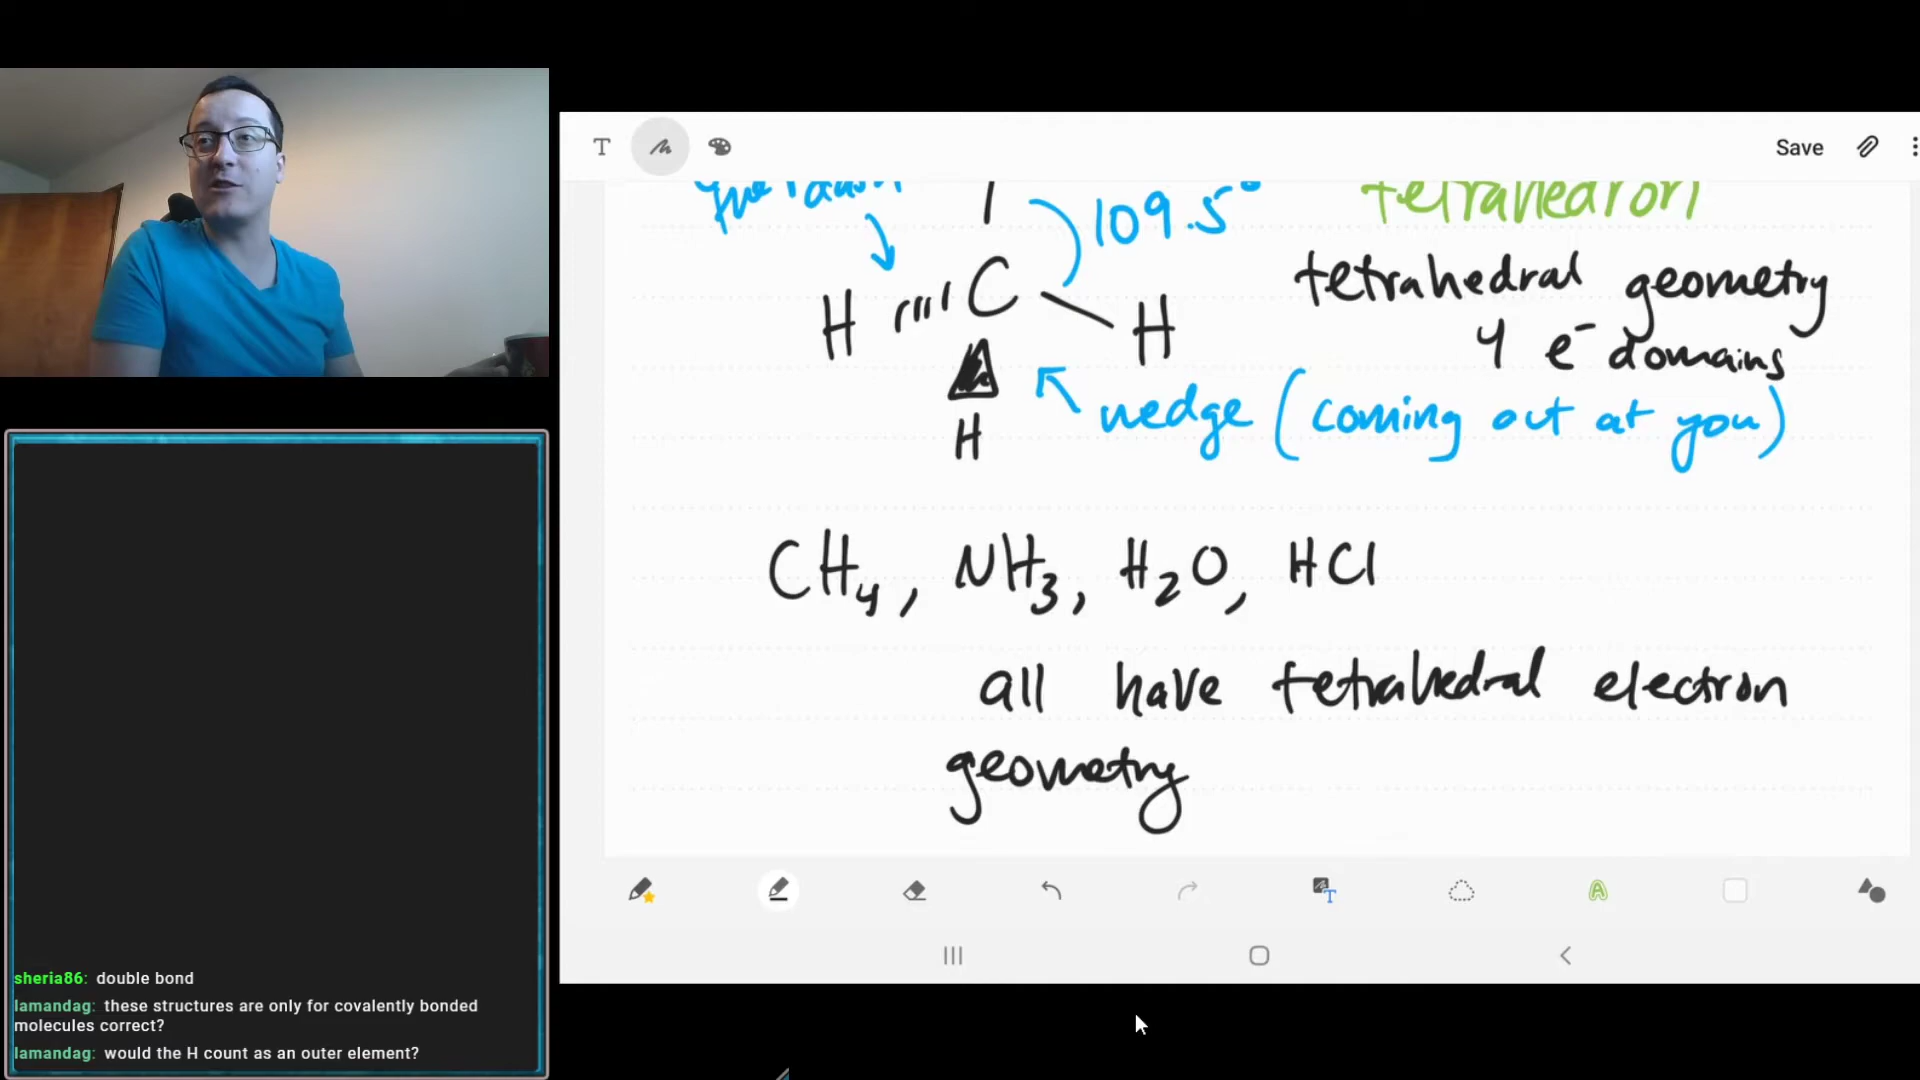 T
Save
109.5°
tetrahedron
C
H
H
H
tetrahedral geometry
4 e⁻ domains
wedge (coming out at you)
CH₄, NH₃, H₂O, HCl
all have tetrahedral electron
geometry
sheria86: double bond
lamandag: these structures are only for covalently bonded
molecules correct?
lamandag: would the H count as an outer element?